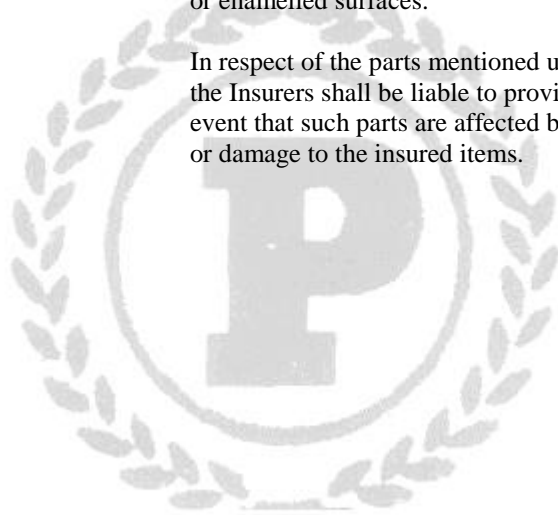 or enamelled surfaces.
In respect of the parts mentioned u
the Insurers shall be liable to provi
event that such parts are affected b
or damage to the insured items.
P